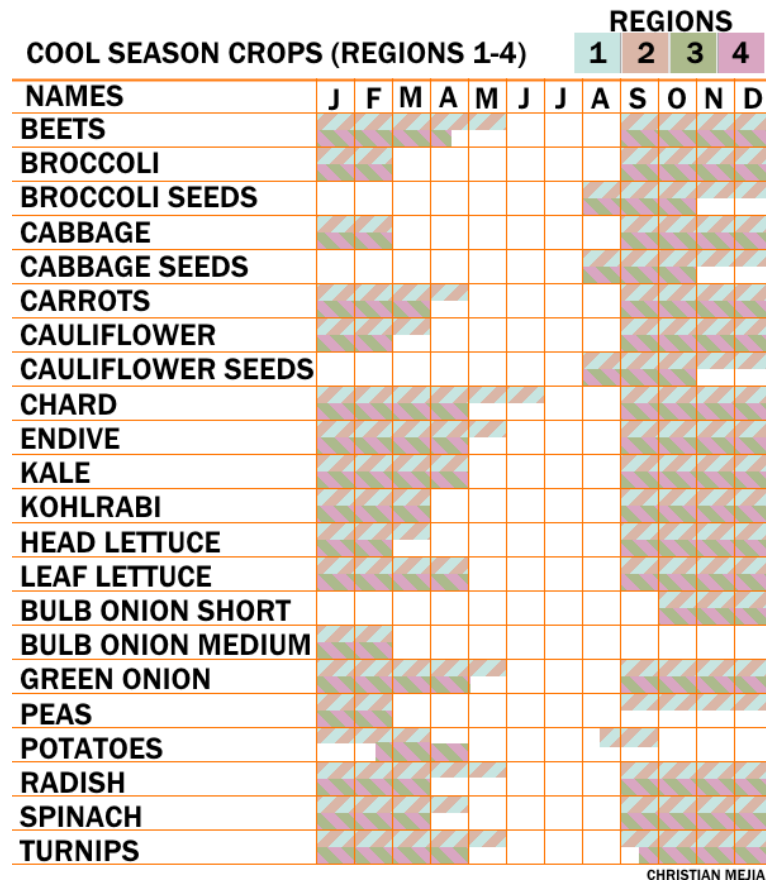 REGIONS
COOL SEASON CROPS (REGIONS 1-4) 1 2 3 4
NAMES J F M A M J J A S O N D
BEETS
BROCCOLI
BROCCOLI SEEDS
CABBAGE
CABBAGE SEEDS
CARROTS
CAULIFLOWER
CAULIFLOWER SEEDS
CHARD
ENDIVE
KALE
KOHLRABI
HEAD LETTUCE
LEAF LETTUCE
BULB ONION SHORT
BULB ONION MEDIUM
GREEN ONION
PEAS
POTATOES
RADISH
SPINACH
TURNIPS
CHRISTIAN MEJIA